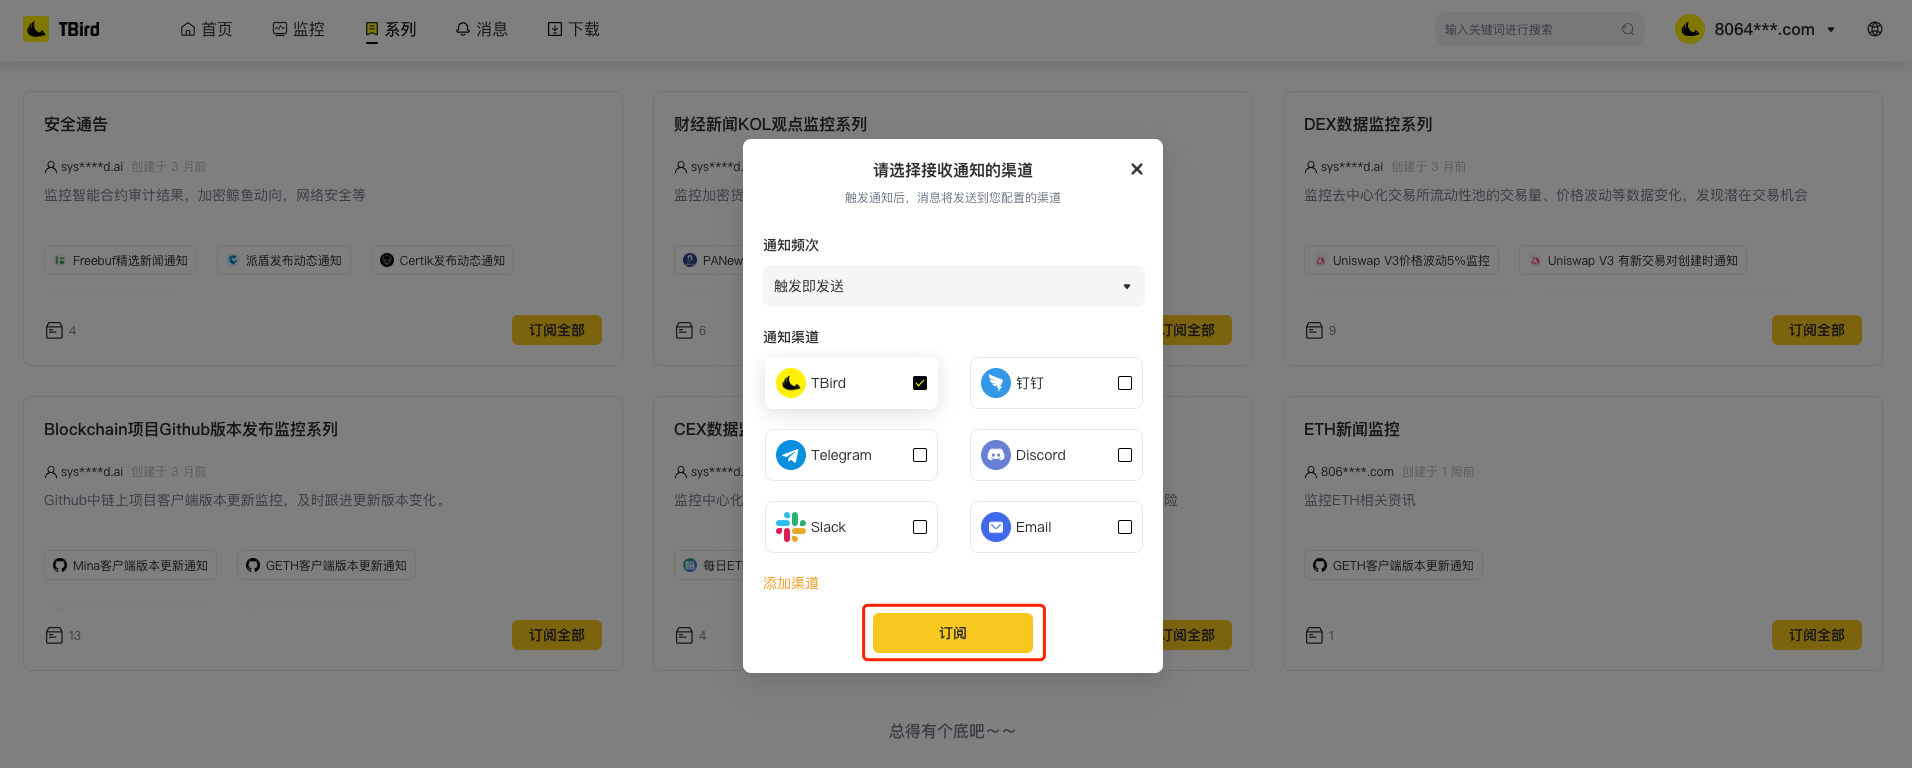 TBird
首页
监控
系列
消息
下载
输入关键词进行搜索
8064***.com
安全通告
sys****d.ai 创建于 3 月前
监控智能合约审计结果，加密鲸鱼动向，网络安全等
Freebuf精选新闻通知
派盾发布动态通知
Certik发布动态通知
4
订阅全部
财经新闻KOL观点监控系列
sys****d.
监控加密货
PANew
6
订阅全部
DEX数据监控系列
sys****d.ai 创建于 3 月前
监控去中心化交易所流动性池的交易量、价格波动等数据变化，发现潜在交易机会
Uniswap V3价格波动5%监控
Uniswap V3 有新交易对创建时通知
9
订阅全部
请选择接收通知的渠道
触发通知后，消息将发送到您配置的渠道
通知频次
触发即发送
通知渠道
TBird
钉钉
Telegram
Discord
Slack
Email
添加渠道
订阅
Blockchain项目Github版本发布监控系列
sys****d.ai 创建于 3 月前
Github中链上项目客户端版本更新监控，及时跟进更新版本变化。
Mina客户端版本更新通知
GETH客户端版本更新通知
13
订阅全部
CEX数据监
sys****d.
监控中心化
险
每日ET
4
订阅全部
ETH新闻监控
806****.com 创建于 1 周前
监控ETH相关资讯
GETH客户端版本更新通知
1
订阅全部
总得有个底吧～～